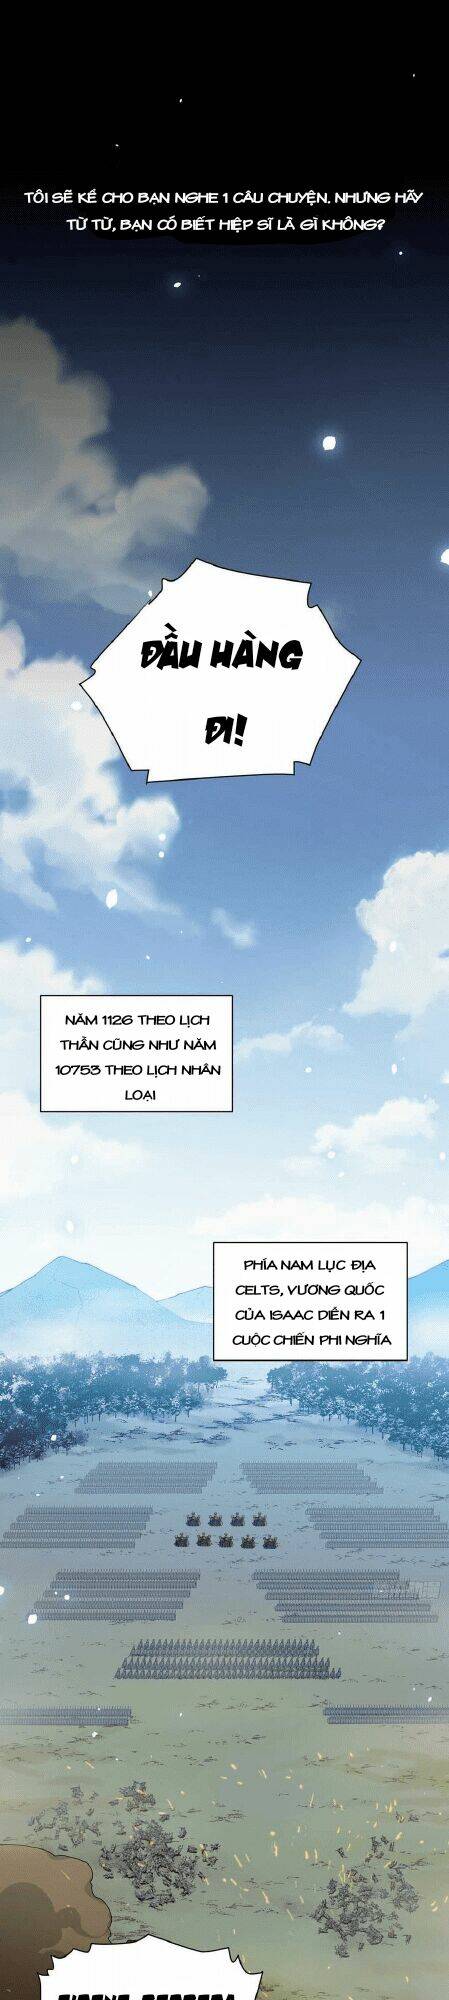 TÔI SẼ KỂ CHO BẠN NGHE 1 CÂU CHUYỆN. NHƯNG HÃY
TỪ TỪ, BẠN CÓ BIẾT HIỆP SĨ LÀ GÌ KHÔNG?
ĐẦU HÀNG
ĐI!
NĂM 1126 THEO LỊCH
THẦN CŨNG NHƯ NĂM
10753 THEO LỊCH NHÂN
LOẠI
PHÍA NAM LỤC ĐỊA
CELTS, VƯƠNG QUỐC
CỦA ISAAC DIỄN RA 1
CUỘC CHIẾN PHI NGHĨA